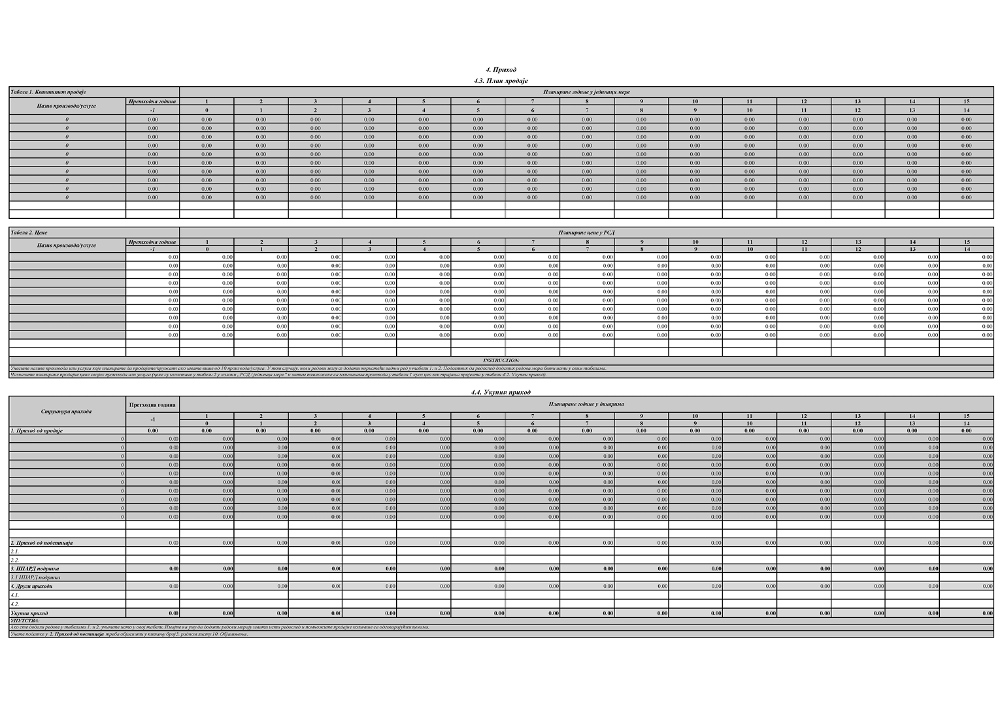 4. Приход
4.3. План продаје
Табела 1. Квантитет продаје Планиране године у јединици мере
Назив производа/услуге Претходна година 1 2 3 4 5 6 7 8 9 10 11 12 13 14 15
-1 0 1 2 3 4 5 6 7 8 9 10 11 12 13 14
0 0.00 0.00 0.00 0.00 0.00 0.00 0.00 0.00 0.00 0.00 0.00 0.00 0.00 0.00 0.00 0.00
0 0.00 0.00 0.00 0.00 0.00 0.00 0.00 0.00 0.00 0.00 0.00 0.00 0.00 0.00 0.00 0.00
0 0.00 0.00 0.00 0.00 0.00 0.00 0.00 0.00 0.00 0.00 0.00 0.00 0.00 0.00 0.00 0.00
0 0.00 0.00 0.00 0.00 0.00 0.00 0.00 0.00 0.00 0.00 0.00 0.00 0.00 0.00 0.00 0.00
0 0.00 0.00 0.00 0.00 0.00 0.00 0.00 0.00 0.00 0.00 0.00 0.00 0.00 0.00 0.00 0.00
0 0.00 0.00 0.00 0.00 0.00 0.00 0.00 0.00 0.00 0.00 0.00 0.00 0.00 0.00 0.00 0.00
0 0.00 0.00 0.00 0.00 0.00 0.00 0.00 0.00 0.00 0.00 0.00 0.00 0.00 0.00 0.00 0.00
0 0.00 0.00 0.00 0.00 0.00 0.00 0.00 0.00 0.00 0.00 0.00 0.00 0.00 0.00 0.00 0.00
0 0.00 0.00 0.00 0.00 0.00 0.00 0.00 0.00 0.00 0.00 0.00 0.00 0.00 0.00 0.00 0.00
0 0.00 0.00 0.00 0.00 0.00 0.00 0.00 0.00 0.00 0.00 0.00 0.00 0.00 0.00 0.00 0.00
Табела 2. Цене Планиране цене у РСД
Назив производа/услуге Претходна година 1 2 3 4 5 6 7 8 9 10 11 12 13 14 15
-1 0 1 2 3 4 5 6 7 8 9 10 11 12 13 14
0.00 0.00 0.00 0.00 0.00 0.00 0.00 0.00 0.00 0.00 0.00 0.00 0.00 0.00 0.00 0.00
0.00 0.00 0.00 0.00 0.00 0.00 0.00 0.00 0.00 0.00 0.00 0.00 0.00 0.00 0.00 0.00
0.00 0.00 0.00 0.00 0.00 0.00 0.00 0.00 0.00 0.00 0.00 0.00 0.00 0.00 0.00 0.00
0.00 0.00 0.00 0.00 0.00 0.00 0.00 0.00 0.00 0.00 0.00 0.00 0.00 0.00 0.00 0.00
0.00 0.00 0.00 0.00 0.00 0.00 0.00 0.00 0.00 0.00 0.00 0.00 0.00 0.00 0.00 0.00
0.00 0.00 0.00 0.00 0.00 0.00 0.00 0.00 0.00 0.00 0.00 0.00 0.00 0.00 0.00 0.00
0.00 0.00 0.00 0.00 0.00 0.00 0.00 0.00 0.00 0.00 0.00 0.00 0.00 0.00 0.00 0.00
0.00 0.00 0.00 0.00 0.00 0.00 0.00 0.00 0.00 0.00 0.00 0.00 0.00 0.00 0.00 0.00
0.00 0.00 0.00 0.00 0.00 0.00 0.00 0.00 0.00 0.00 0.00 0.00 0.00 0.00 0.00 0.00
0.00 0.00 0.00 0.00 0.00 0.00 0.00 0.00 0.00 0.00 0.00 0.00 0.00 0.00 0.00 0.00
INSTRUCTION:
Унесите називе производа или услуга које планирате да продајете/пружате ако имате више од 10 производа/услуга. У том случају, нови редови могу се додати користећи задњи ред у табели 1. и 2. Подсетник да редослед додатих редова мора бити исти у свим табелама.
Назначите планиране продајне цене својих производа или услуга (цене су излистане у табели 2 у колони „РСД / јединица мере" и затим помножене са количинама производа у табели 1 кроз цео век трајања пројекта у табели 4 2. Укупни приход).
4.4. Укупни приход
Структура прихода Претходна година Планиране године у динарима
-1 1 2 3 4 5 6 7 8 9 10 11 12 13 14 15
0 1 2 3 4 5 6 7 8 9 10 11 12 13 14
1. Приход од продаје 0.00 0.00 0.00 0.00 0.00 0.00 0.00 0.00 0.00 0.00 0.00 0.00 0.00 0.00 0.00 0.00
0 0.00 0.00 0.00 0.00 0.00 0.00 0.00 0.00 0.00 0.00 0.00 0.00 0.00 0.00 0.00 0.00
0 0.00 0.00 0.00 0.00 0.00 0.00 0.00 0.00 0.00 0.00 0.00 0.00 0.00 0.00 0.00 0.00
0 0.00 0.00 0.00 0.00 0.00 0.00 0.00 0.00 0.00 0.00 0.00 0.00 0.00 0.00 0.00 0.00
0 0.00 0.00 0.00 0.00 0.00 0.00 0.00 0.00 0.00 0.00 0.00 0.00 0.00 0.00 0.00 0.00
0 0.00 0.00 0.00 0.00 0.00 0.00 0.00 0.00 0.00 0.00 0.00 0.00 0.00 0.00 0.00 0.00
0 0.00 0.00 0.00 0.00 0.00 0.00 0.00 0.00 0.00 0.00 0.00 0.00 0.00 0.00 0.00 0.00
0 0.00 0.00 0.00 0.00 0.00 0.00 0.00 0.00 0.00 0.00 0.00 0.00 0.00 0.00 0.00 0.00
0 0.00 0.00 0.00 0.00 0.00 0.00 0.00 0.00 0.00 0.00 0.00 0.00 0.00 0.00 0.00 0.00
0 0.00 0.00 0.00 0.00 0.00 0.00 0.00 0.00 0.00 0.00 0.00 0.00 0.00 0.00 0.00 0.00
0 0.00 0.00 0.00 0.00 0.00 0.00 0.00 0.00 0.00 0.00 0.00 0.00 0.00 0.00 0.00 0.00
2. Приход од подстицаја 0.00 0.00 0.00 0.00 0.00 0.00 0.00 0.00 0.00 0.00 0.00 0.00 0.00 0.00 0.00 0.00
2.1.
2.2.
3. ИПАРД подршка 0.00 0.00 0.00 0.00 0.00 0.00 0.00 0.00 0.00 0.00 0.00 0.00 0.00 0.00 0.00 0.00
3.1 ИПАРД подршка
4. Други приходи 0.00 0.00 0.00 0.00 0.00 0.00 0.00 0.00 0.00 0.00 0.00 0.00 0.00 0.00 0.00 0.00
4.1.
4.2.
Укупни приход 0.00 0.00 0.00 0.00 0.00 0.00 0.00 0.00 0.00 0.00 0.00 0.00 0.00 0.00 0.00 0.00
УПУТСТВА:
Ако сте додали редове у табелама 1. и 2, учините исто у овој табели. Имајте на уму да додати редови морају имати исти редослед и помножите продајне количине са одговарајућим ценама.
Унете податке у 2. Приход од постицаја треба објаснити у питању број 3. радном листу 10. Објашњења.